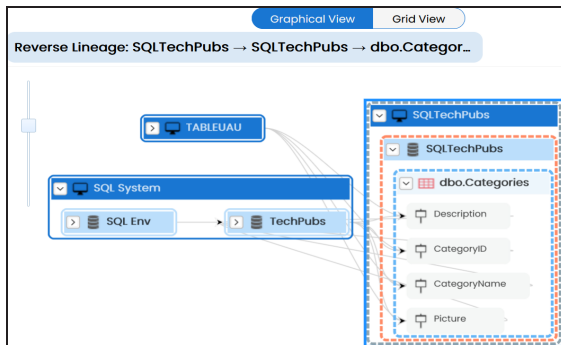 Graphical View
Grid View
Reverse Lineage: SQLTechPubs → SQLTechPubs → dbo.Categor...
TABLEUAU
SQL System
SQL Env
TechPubs
SQLTechPubs
SQLTechPubs
dbo.Categories
Description
CategoryID
CategoryName
Picture